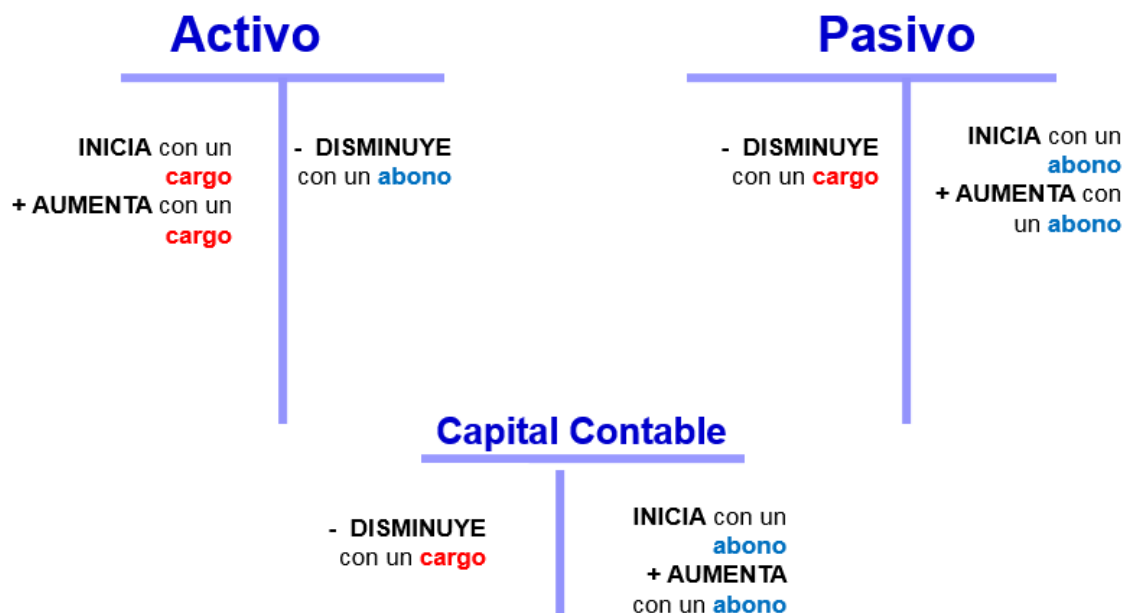 Activo
INICIA con un
cargo
+ AUMENTA con un
cargo
- DISMINUYE
con un abono
Pasivo
- DISMINUYE
con un cargo
INICIA con un
abono
+ AUMENTA con
un abono
Capital Contable
- DISMINUYE
con un cargo
INICIA con un
abono
+ AUMENTA
con un abono